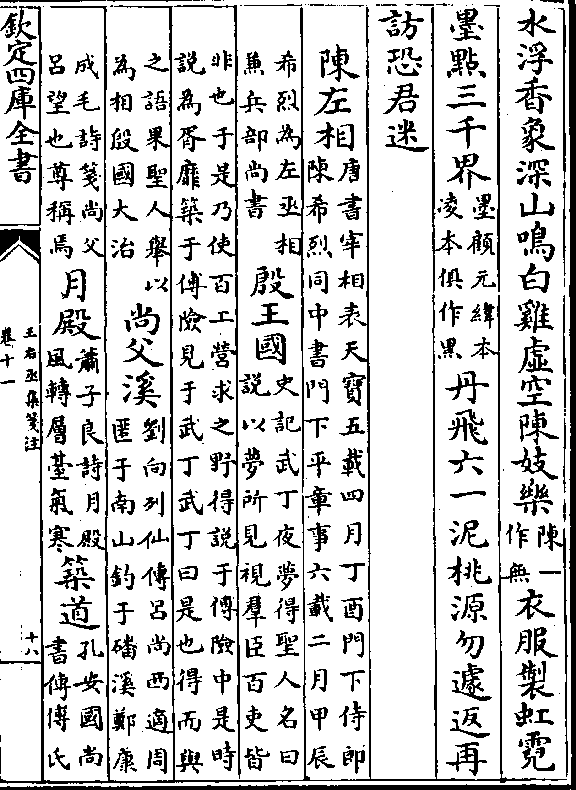 水浮香象深山鳴白雞虛空陳妓樂陳一作無衣服製虹霓
墨點三千界墨顧元緯本凌本俱作黑丹飛六一泥桃源勿遽返再
訪恐君迷
陳左相唐書宰相表天寶五載四月丁酉門下侍郎陳希烈同中書門下平章事六載二月甲辰
希烈為左丞相兼兵部尚書殷王國史記武丁夜夢得聖人名曰說以夢所見視羣臣百吏皆
非也于是乃使百工營求之野得說于傅險中是時說為胥靡築于傅險見于武丁武丁曰是也得而與
之語果聖人舉以為相殷國大治尚父溪劉向列仙傳呂尚西適周匿于南山釣于磻溪鄭康
成毛詩箋尚父呂望也尊稱焉月殿蕭子良詩月殿風轉層臺氣寒築道孔安國尚書傳傅氏
欽定四庫全書
王右丞集箋注
卷十一
十六